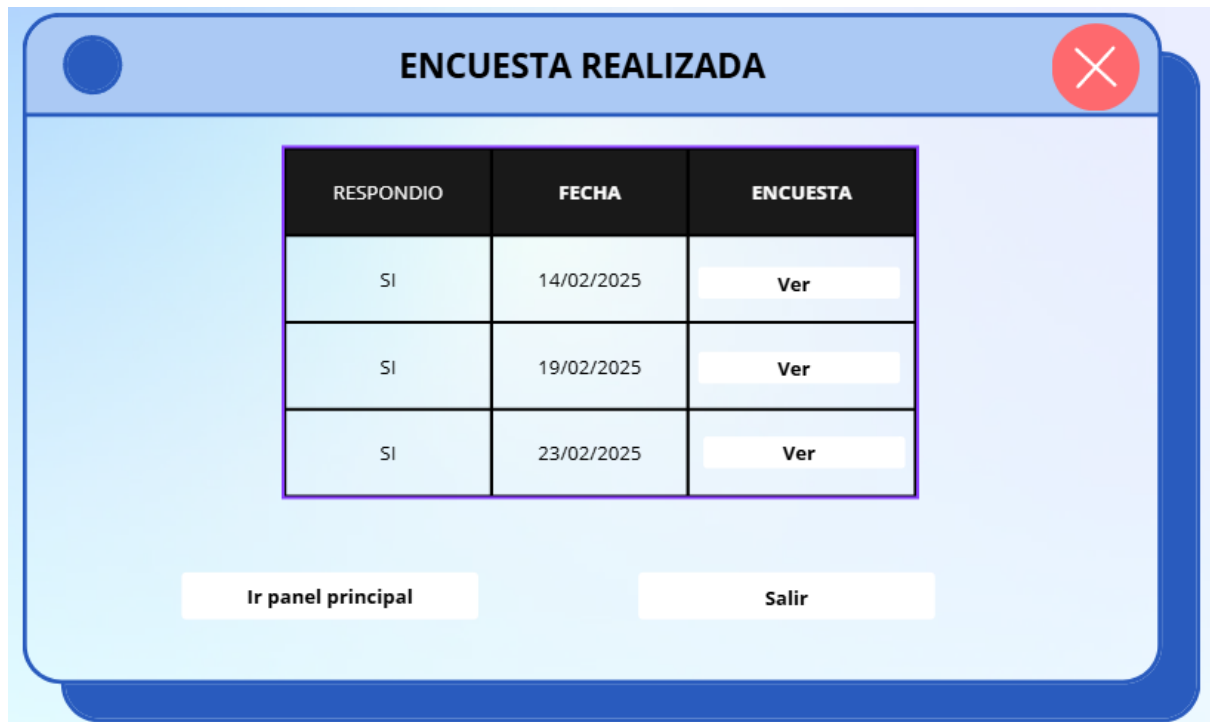 ENCUESTA REALIZADA
RESPONDIO FECHA ENCUESTA
SI 14/02/2025 Ver
SI 19/02/2025 Ver
SI 23/02/2025 Ver
Ir panel principal Salir